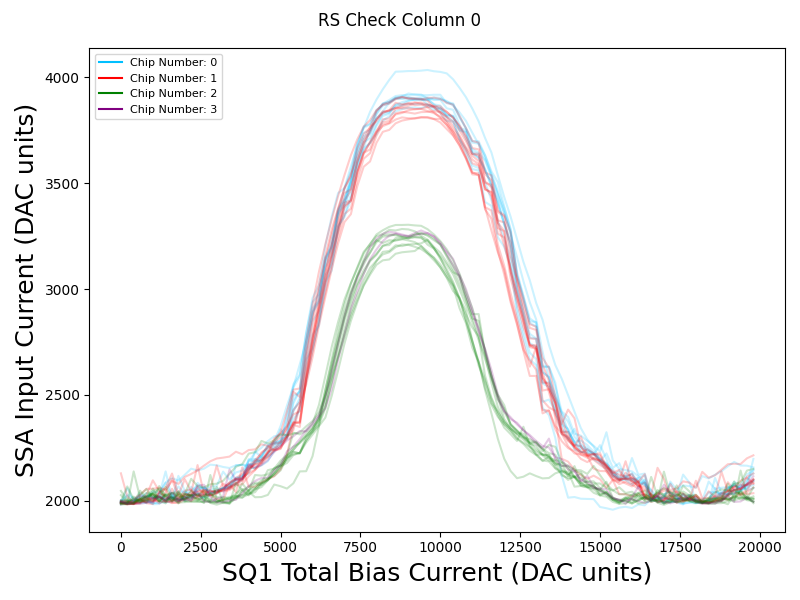 RS Check Column 0
Chip Number: 0
Chip Number: 1
Chip Number: 2
Chip Number: 3
SSA Input Current (DAC units)
4000
3500
3000
2500
2000
0 2500 5000 7500 10000 12500 15000 17500 20000
SQ1 Total Bias Current (DAC units)